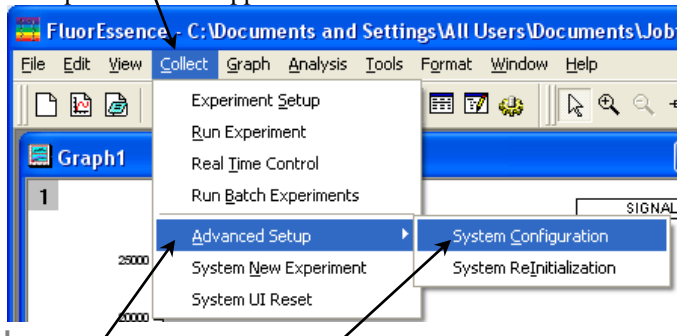 FluorEssence - C:\Documents and Settings\All Users\Documents\Job
File Edit View Collect Graph Analysis Tools Format Window Help
Experiment Setup
Run Experiment
Real Time Control
Run Batch Experiments
Advanced Setup
System New Experiment
System UI Reset
System Configuration
System ReInitialization
Graph1
1
SIGNAL
25000
20000